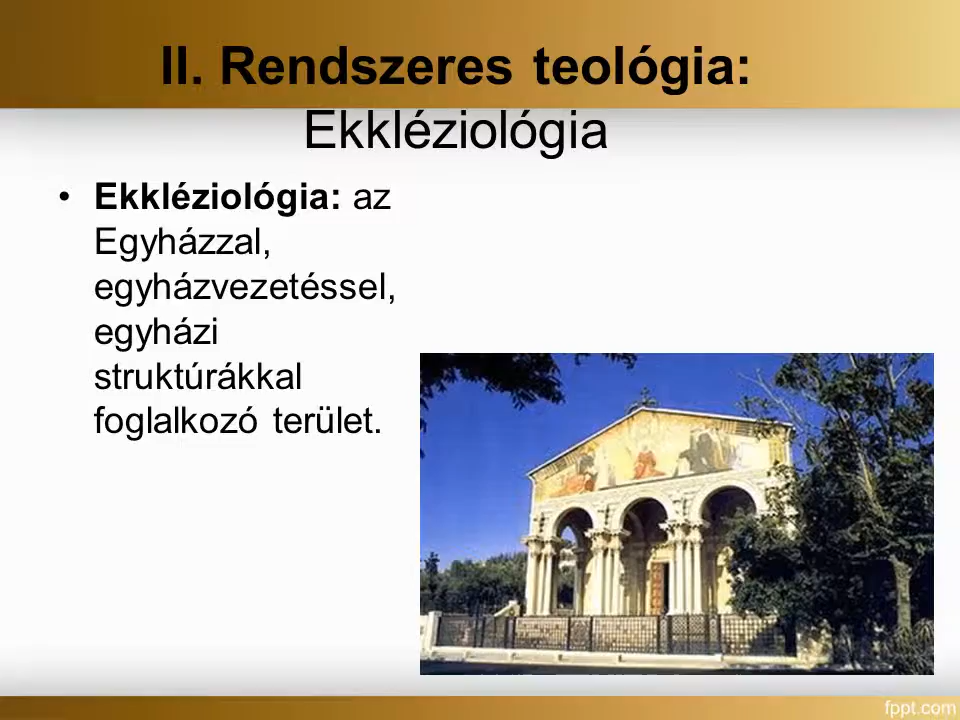 II. Rendszeres teológia:
Ekkléziológia
• Ekkléziológia: az
Egyházzal,
egyházvezetéssel,
egyházi
struktúrákkal
foglalkozó terület.
fppt.com